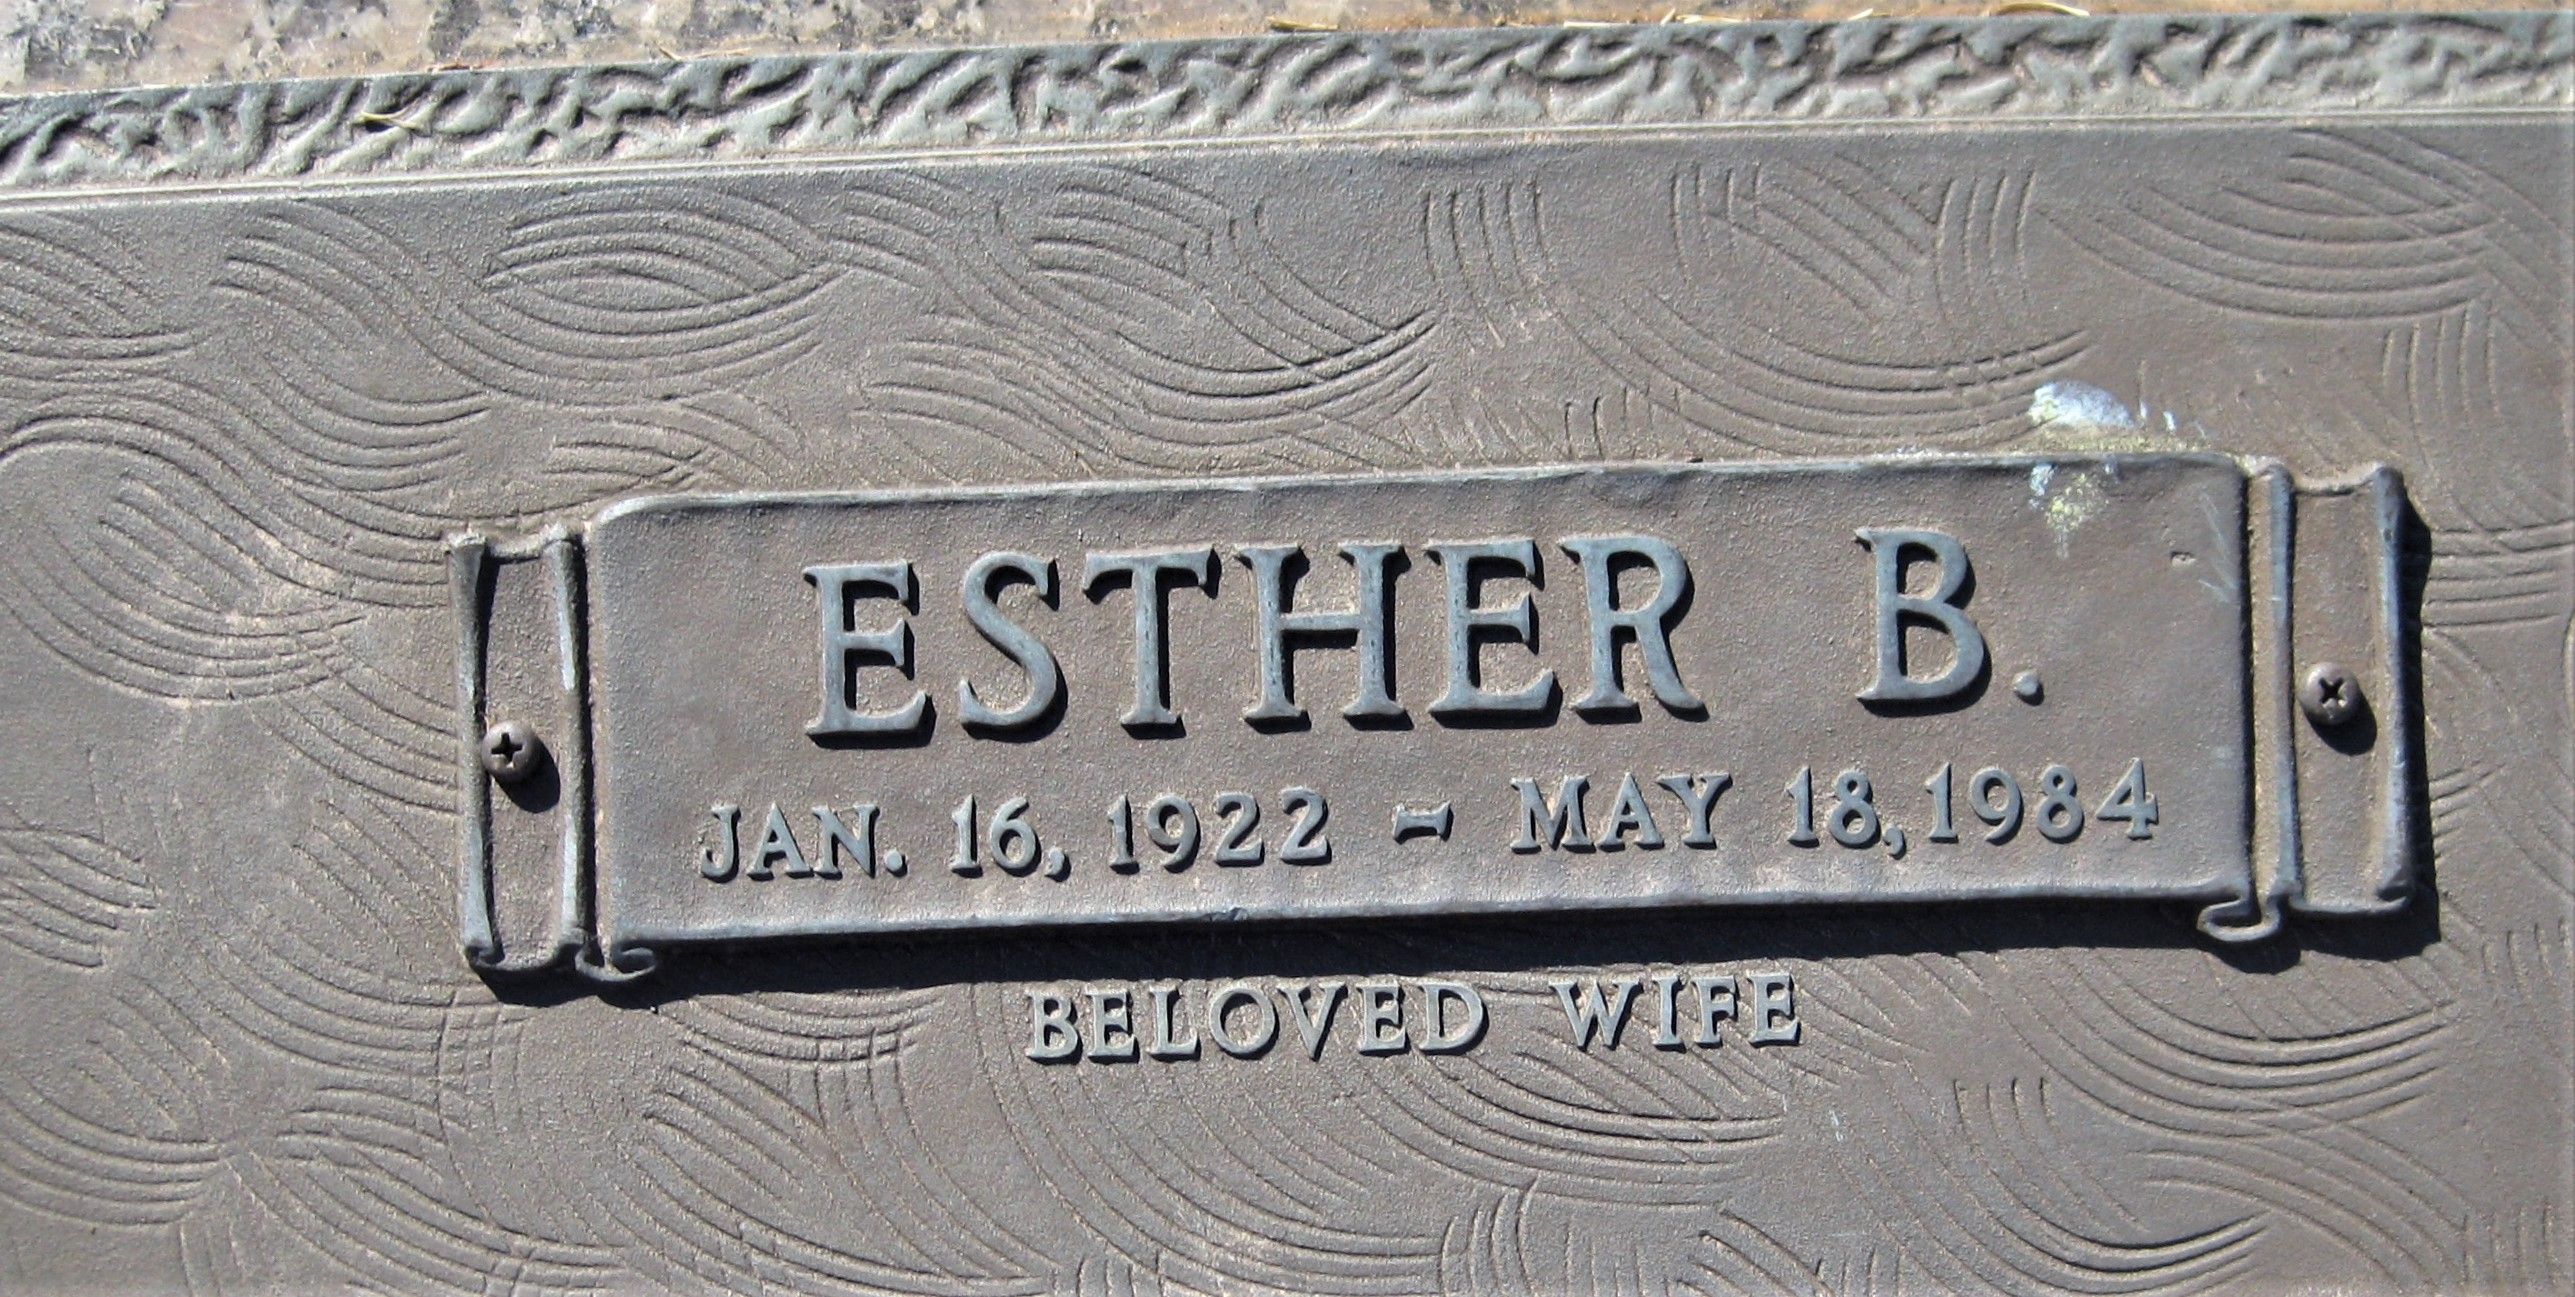 ESTHER B.
JAN. 16, 1922 - MAY 18, 1984
BELOVED WIFE